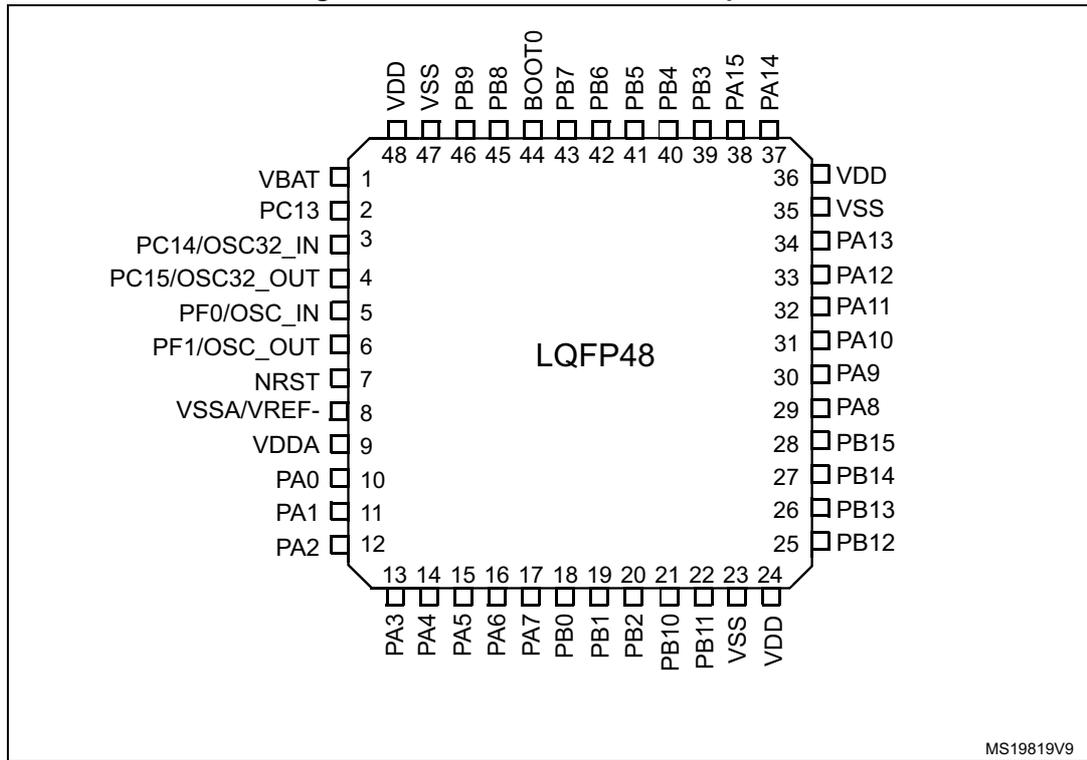 VDD
VSS
PB9
PB8
BOOT0
PB7
PB6
PB5
PB4
PB3
PA15
PA14
48 47 46 45 44 43 42 41 40 39 38 37
VBAT 1
PC13 2
PC14/OSC32_IN 3
PC15/OSC32_OUT 4
PF0/OSC_IN 5
PF1/OSC_OUT 6
NRST 7
VSSA/VREF- 8
VDDA 9
PA0 10
PA1 11
PA2 12
LQFP48
36 VDD
35 VSS
34 PA13
33 PA12
32 PA11
31 PA10
30 PA9
29 PA8
28 PB15
27 PB14
26 PB13
25 PB12
13 14 15 16 17 18 19 20 21 22 23 24
PA3
PA4
PA5
PA6
PA7
PB0
PB1
PB2
PB10
PB11
VSS
VDD
MS19819V9